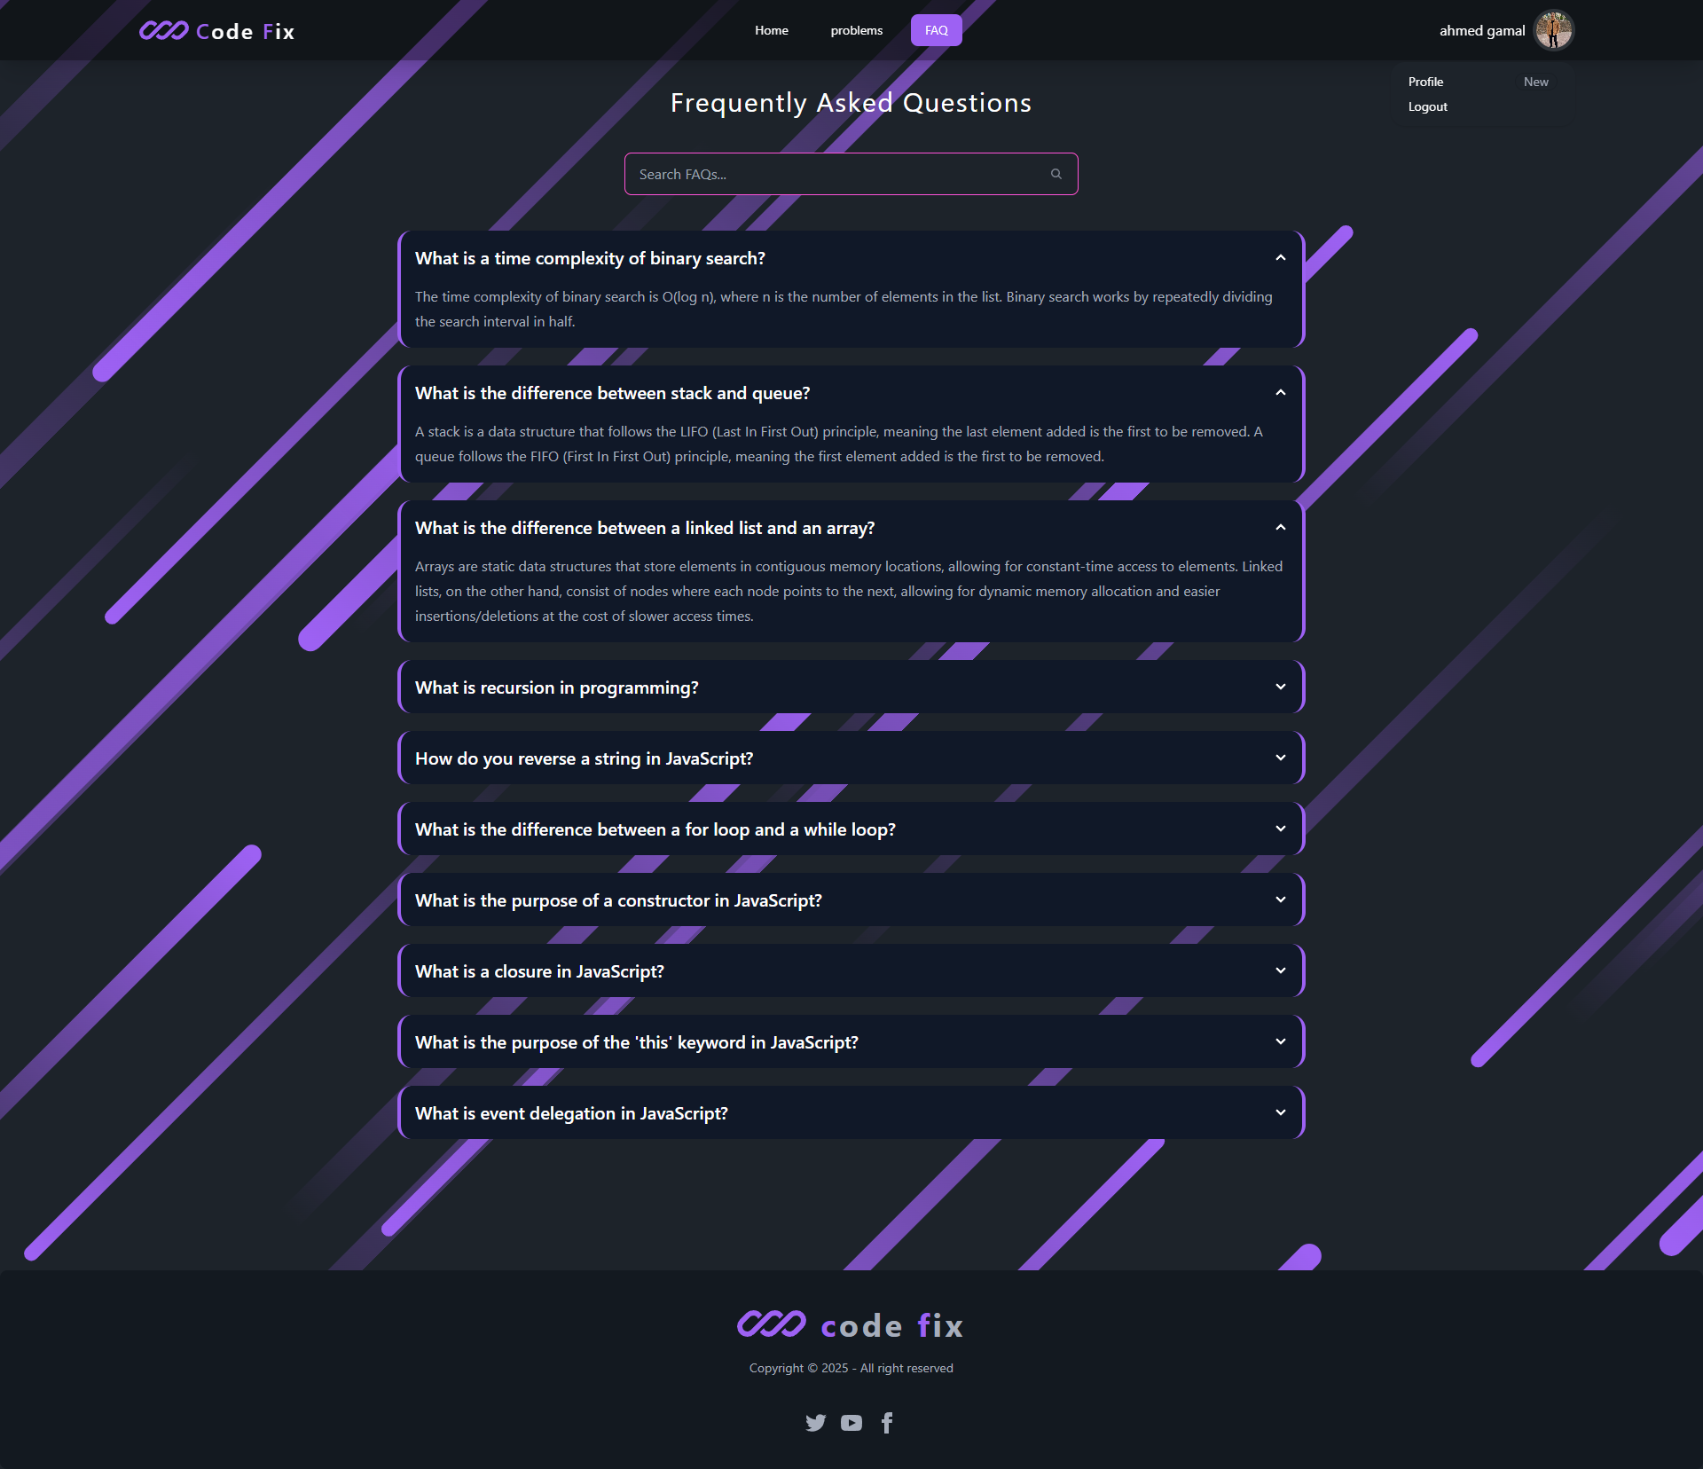 Code Fix
Home
problems
FAQ
ahmed gamal
Profile
New
Logout
Frequently Asked Questions
Search FAQs...
What is a time complexity of binary search?
The time complexity of binary search is O(log n), where n is the number of elements in the list. Binary search works by repeatedly dividing
the search interval in half.
What is the difference between stack and queue?
A stack is a data structure that follows the LIFO (Last In First Out) principle, meaning the last element added is the first to be removed. A
queue follows the FIFO (First In First Out) principle, meaning the first element added is the first to be removed.
What is the difference between a linked list and an array?
Arrays are static data structures that store elements in contiguous memory locations, allowing for constant-time access to elements. Linked
lists, on the other hand, consist of nodes where each node points to the next, allowing for dynamic memory allocation and easier
insertions/deletions at the cost of slower access times.
What is recursion in programming?
How do you reverse a string in JavaScript?
What is the difference between a for loop and a while loop?
What is the purpose of a constructor in JavaScript?
What is a closure in JavaScript?
What is the purpose of the 'this' keyword in JavaScript?
What is event delegation in JavaScript?
code fix
Copyright © 2025 - All right reserved